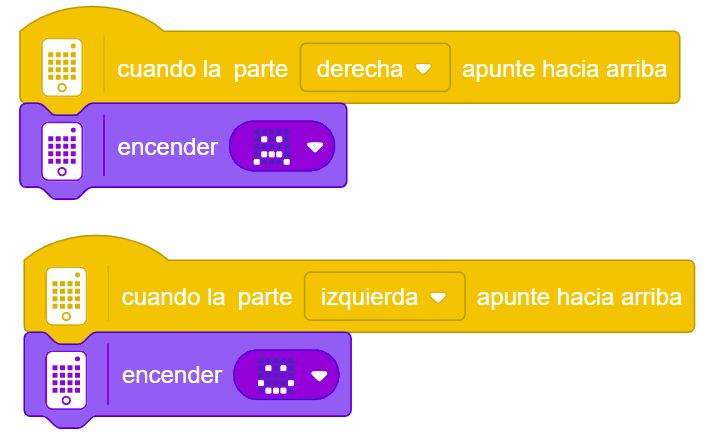 cuando la parte derecha apunte hacia arriba
encender
cuando la parte izquierda apunte hacia arriba
encender